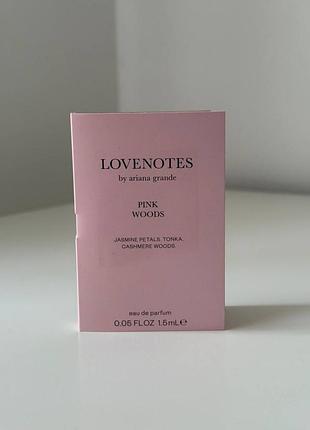 LOVENOTES
by ariana grande
PINK
WOODS
JASMINE PETALS. TONKA.
CASHMERE WOODS.
eau de parfum
0.05 FL OZ 1.5mL℮